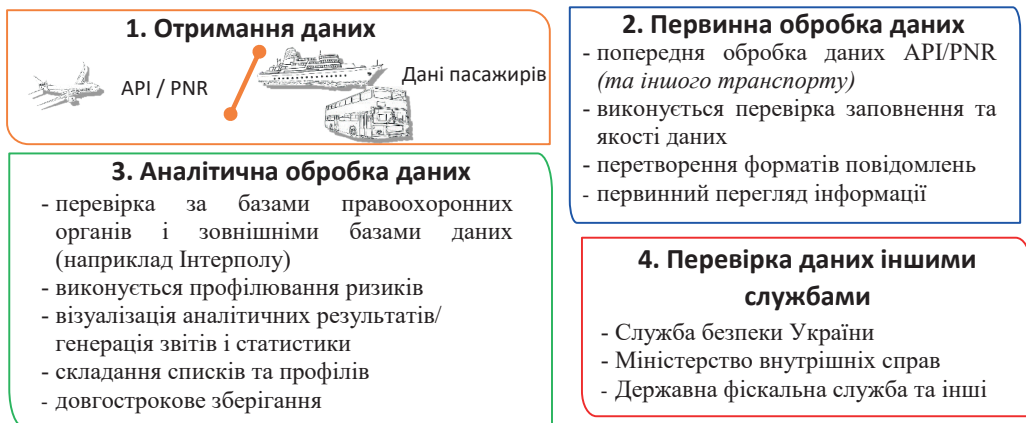 1. Отримання даних
API / PNR
Дані пасажирів
2. Первинна обробка даних
- попередня обробка даних API/PNR
(та іншого транспорту)
- виконується перевірка заповнення та
якості даних
- перетворення форматів повідомлень
- первинний перегляд інформації
3. Аналітична обробка даних
- перевірка за базами правоохоронних
органів і зовнішніми базами даних
(наприклад Інтерполу)
- виконується профілювання ризиків
- візуалізація аналітичних результатів/
генерація звітів і статистики
- складання списків та профілів
- довгострокове зберігання
4. Перевірка даних іншими
службами
- Служба безпеки України
- Міністерство внутрішніх справ
- Державна фіскальна служба та інші